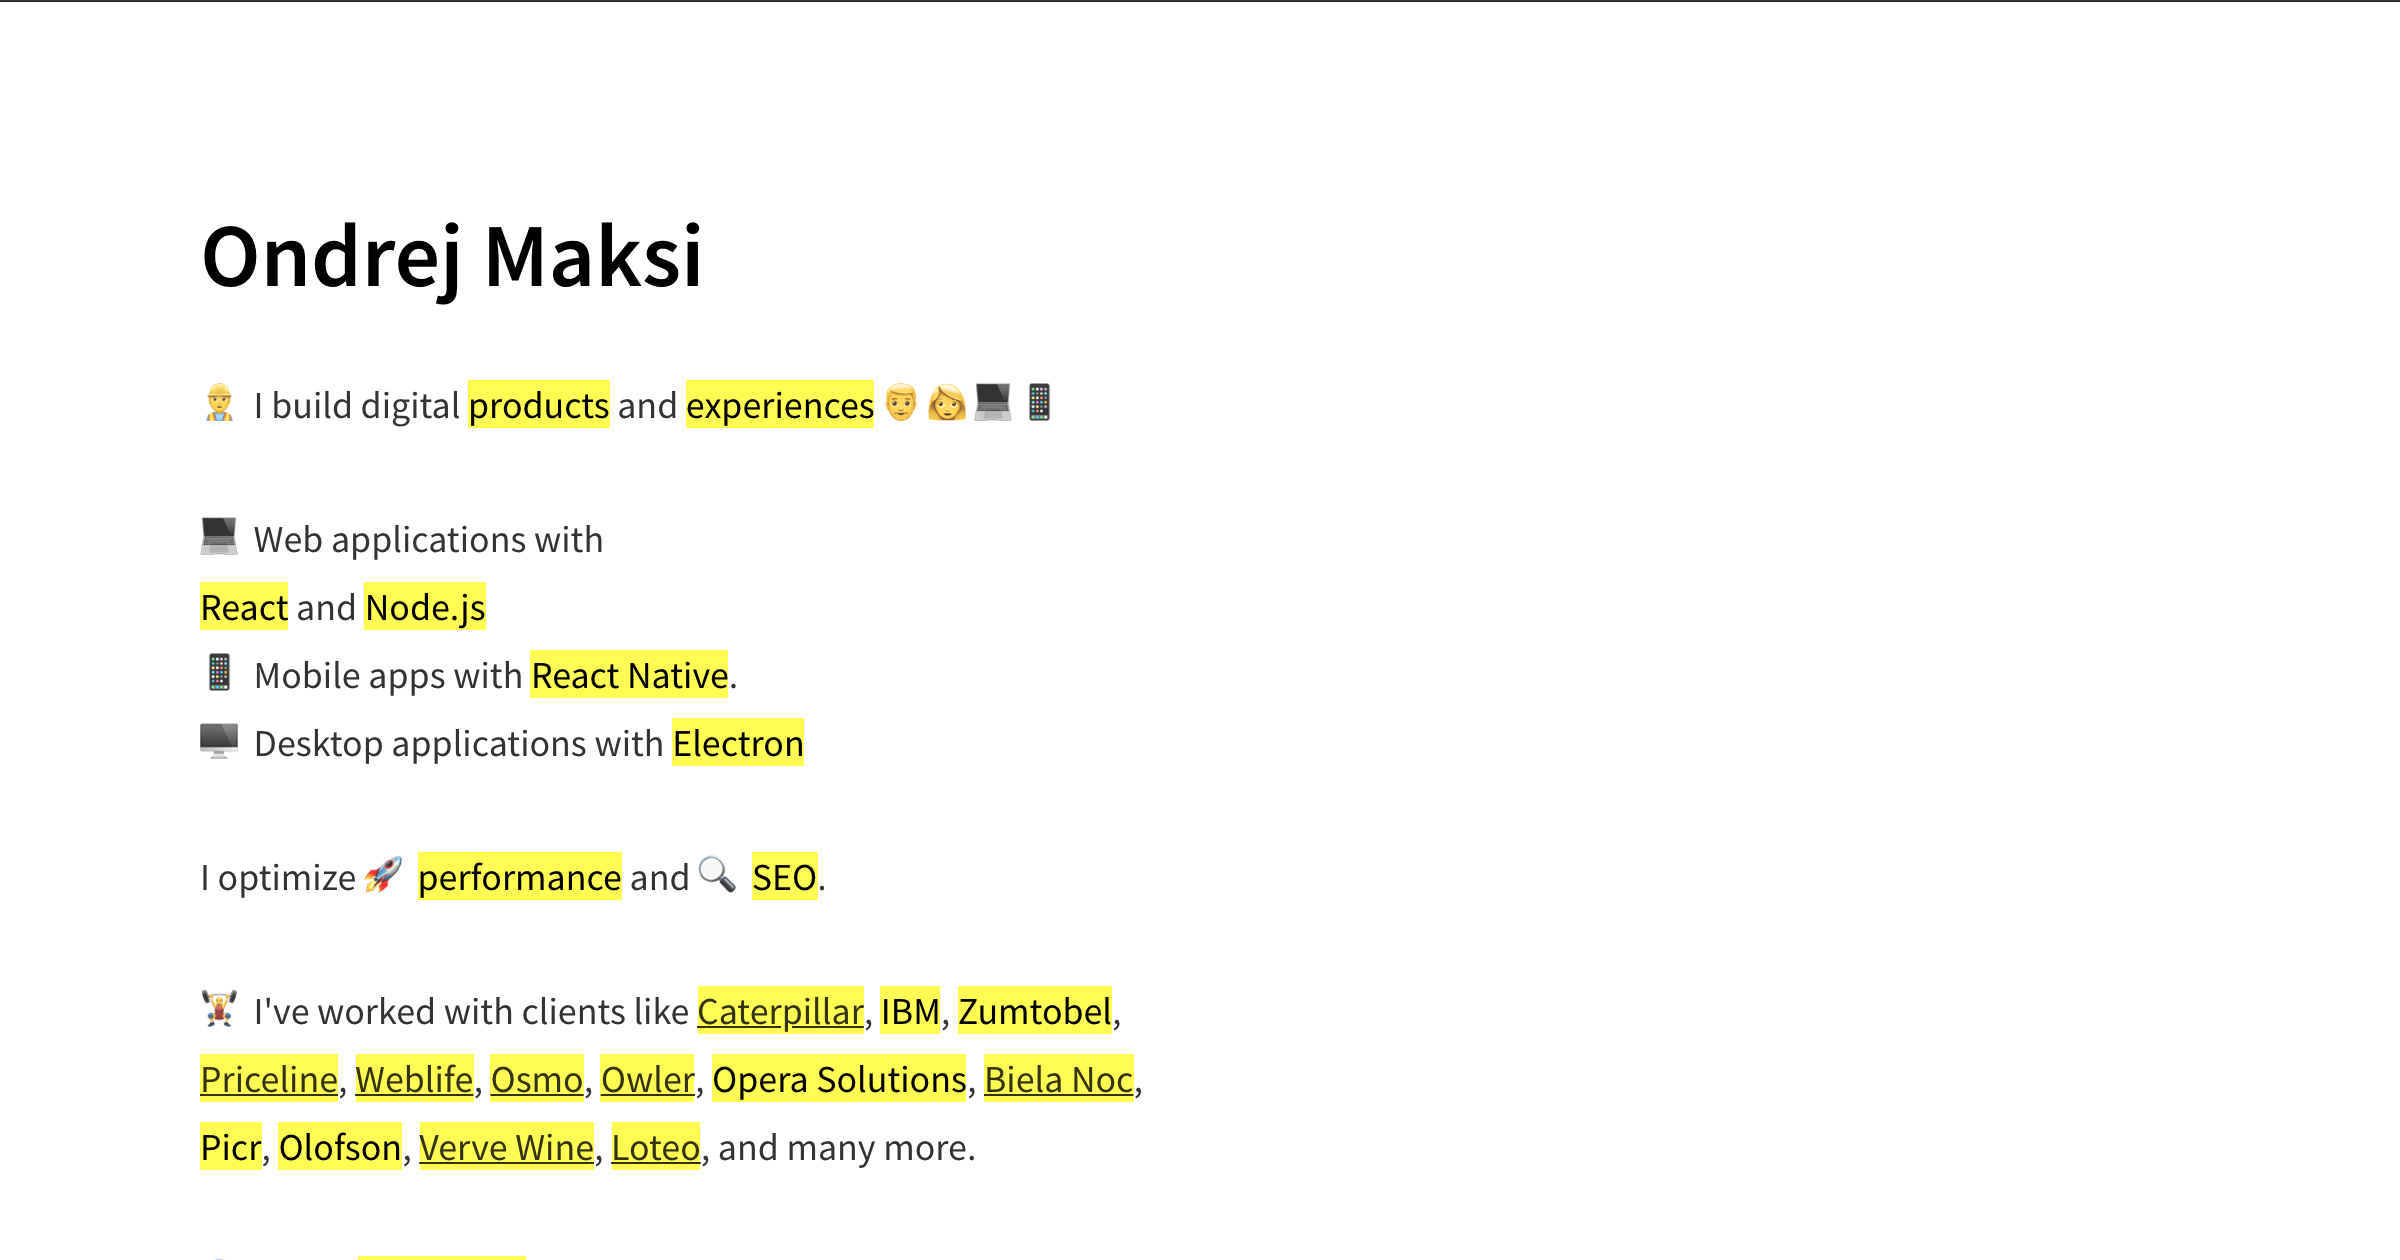 Ondrej Maksi
👷 I build digital products and experiences 👨 👩 💻 📱
💻 Web applications with
React and Node.js
📱 Mobile apps with React Native.
🖥 Desktop applications with Electron
I optimize 🚀 performance and 🔍 SEO.
🏋 I've worked with clients like Caterpillar, IBM, Zumtobel,
Priceline, Weblife, Osmo, Owler, Opera Solutions, Biela Noc,
Picr, Olofson, Verve Wine, Loteo, and many more.